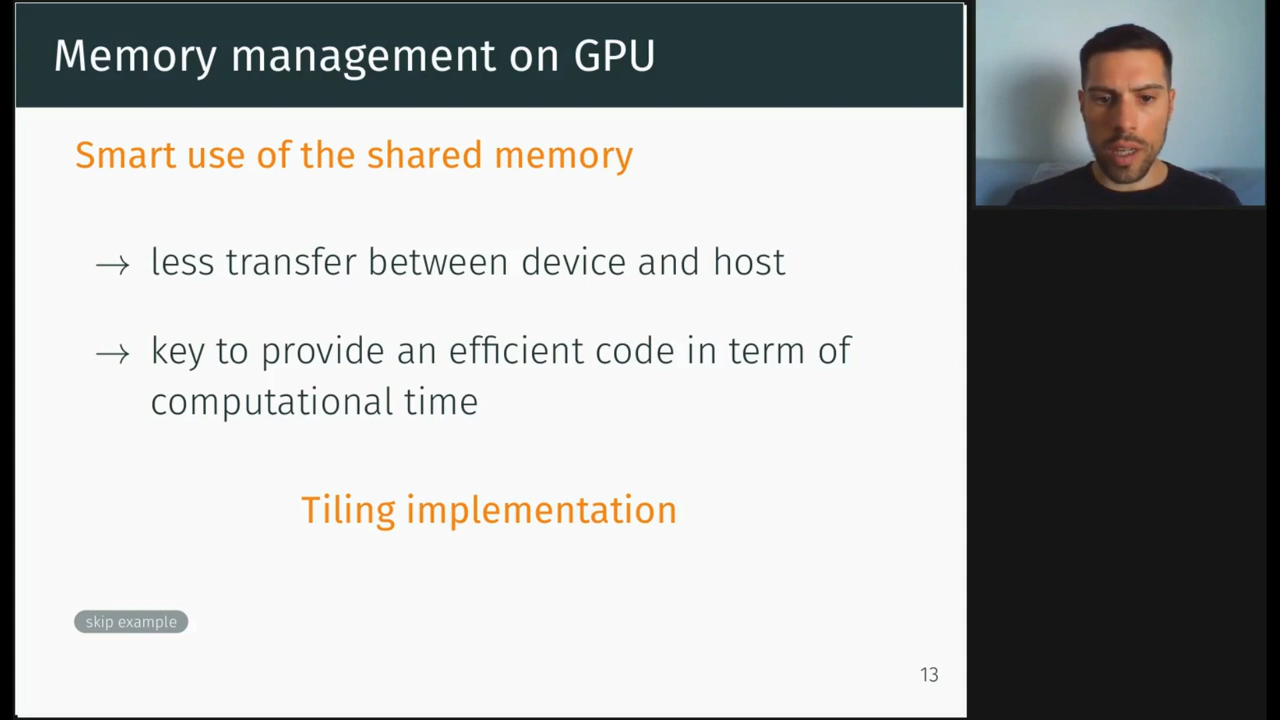 Memory management on GPU
Smart use of the shared memory
→ less transfer between device and host
→ key to provide an efficient code in term of
computational time
Tiling implementation
skip example
13